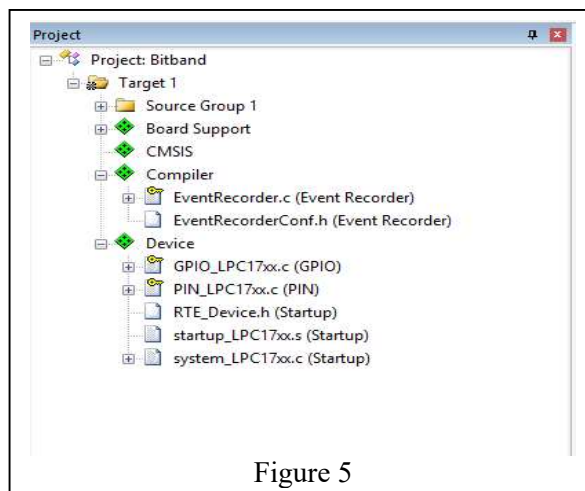 Project
Project: Bitband
Target 1
Source Group 1
Board Support
CMSIS
Compiler
EventRecorder.c (Event Recorder)
EventRecorderConf.h (Event Recorder)
Device
GPIO_LPC17xx.c (GPIO)
PIN_LPC17xx.c (PIN)
RTE_Device.h (Startup)
startup_LPC17xx.s (Startup)
system_LPC17xx.c (Startup)
Figure 5